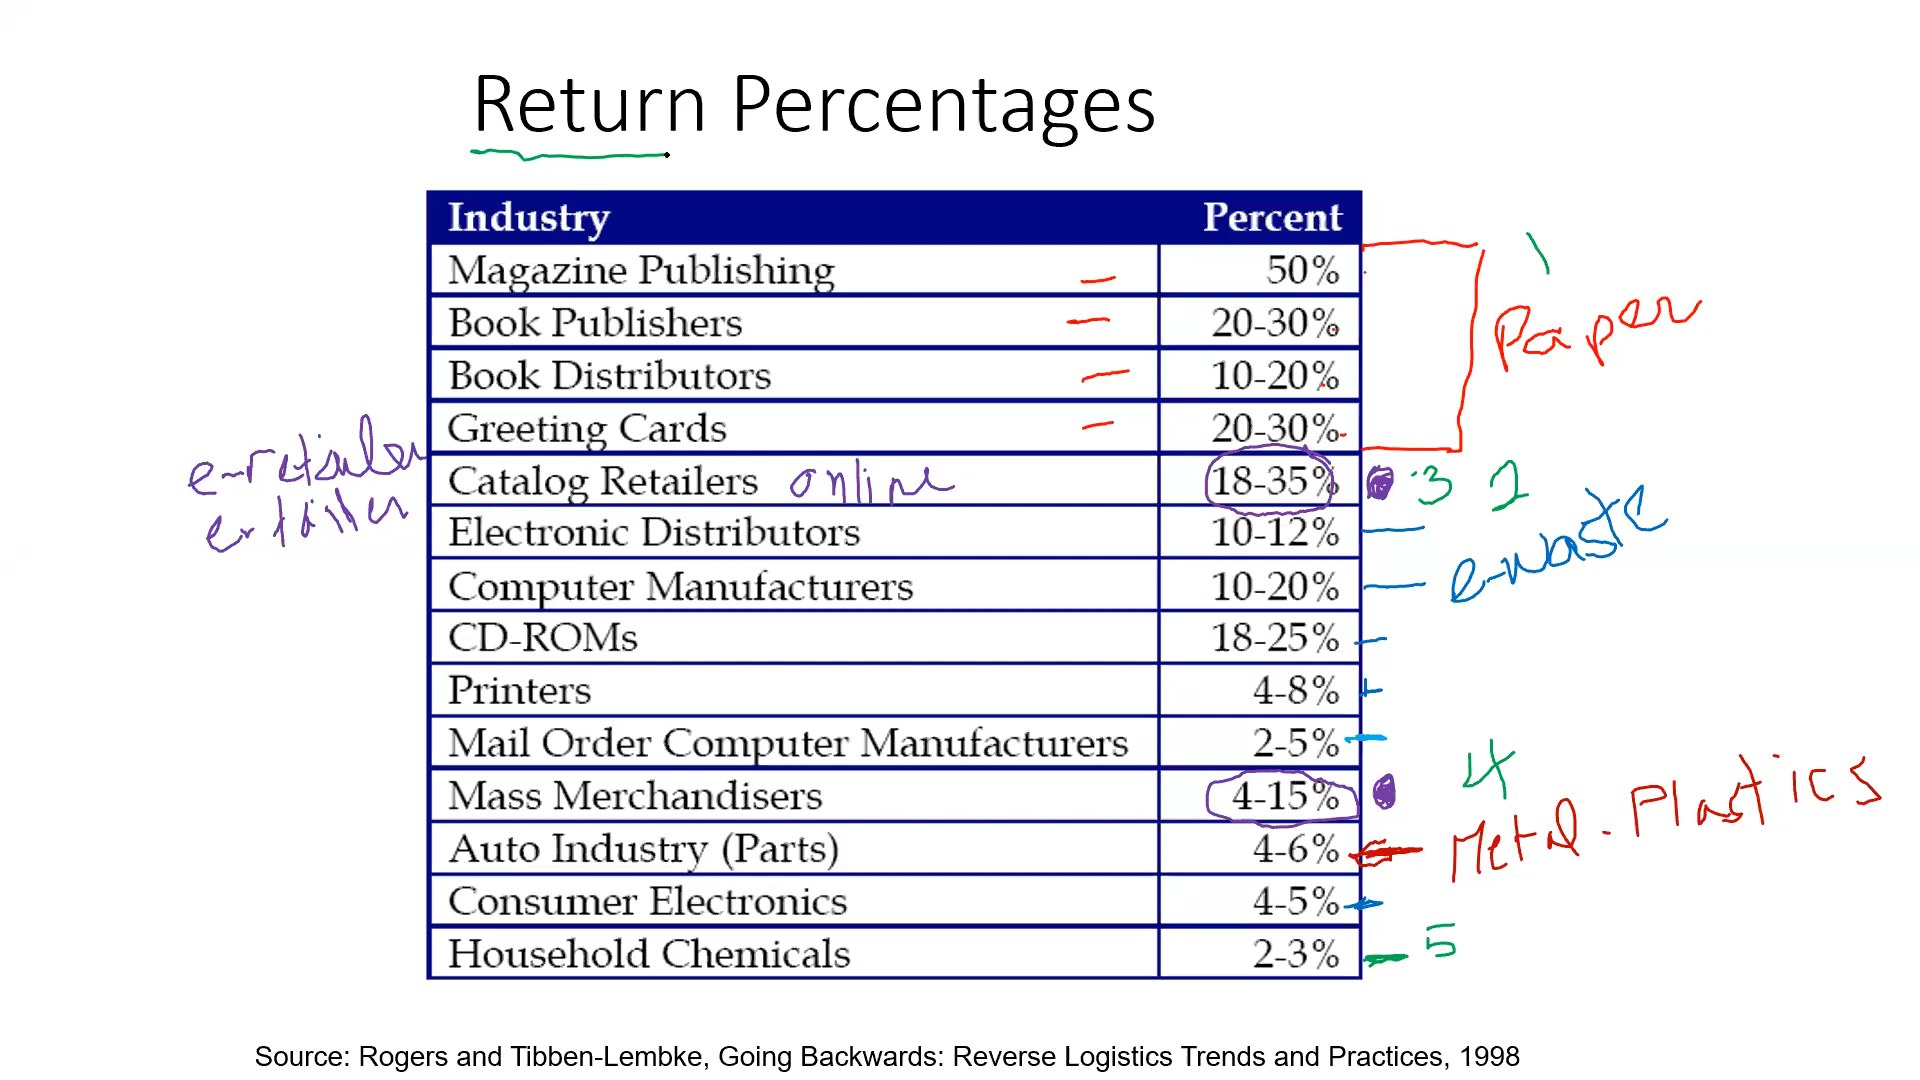 Return Percentages
Industry Percent
Magazine Publishing 50%
1
Book Publishers 20-30%
Paper
Book Distributors 10-20%
Greeting Cards 20-30%
e-retailer
Catalog Retailers online 18-35% 3 2
e-tailer
Electronic Distributors 10-12%
e-waste
Computer Manufacturers 10-20%
CD-ROMs 18-25%
Printers 4-8%
Mail Order Computer Manufacturers 2-5%
4
Mass Merchandisers 4-15%
Metal - Plastics
Auto Industry (Parts) 4-6%
Consumer Electronics 4-5%
Household Chemicals 2-3% 5
Source: Rogers and Tibben-Lembke, Going Backwards: Reverse Logistics Trends and Practices, 1998